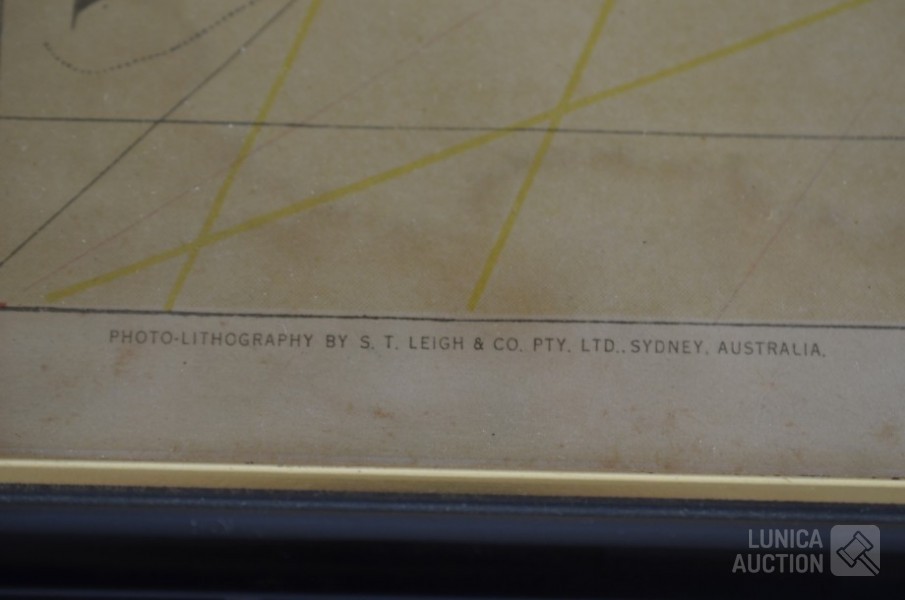 PHOTO-LITHOGRAPHY BY S. T. LEIGH & CO. PTY. LTD., SYDNEY, AUSTRALIA.
LUNICA
AUCTION